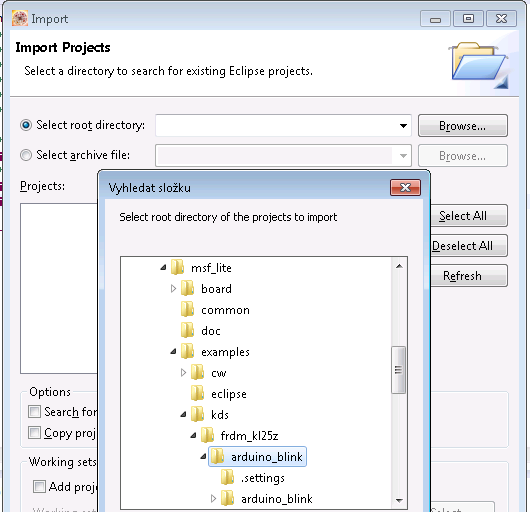 Import
Import Projects
Select a directory to search for existing Eclipse projects.
Select root directory:
Browse...
Select archive file:
Browse...
Projects:
Vyhledat složku
Select root directory of the projects to import
Select All
Deselect All
Refresh
msf_lite
board
common
doc
examples
cw
eclipse
kds
frdm_kl25z
arduino_blink
.settings
arduino_blink
Options
Search for
Copy proj
Working sets
Add proje